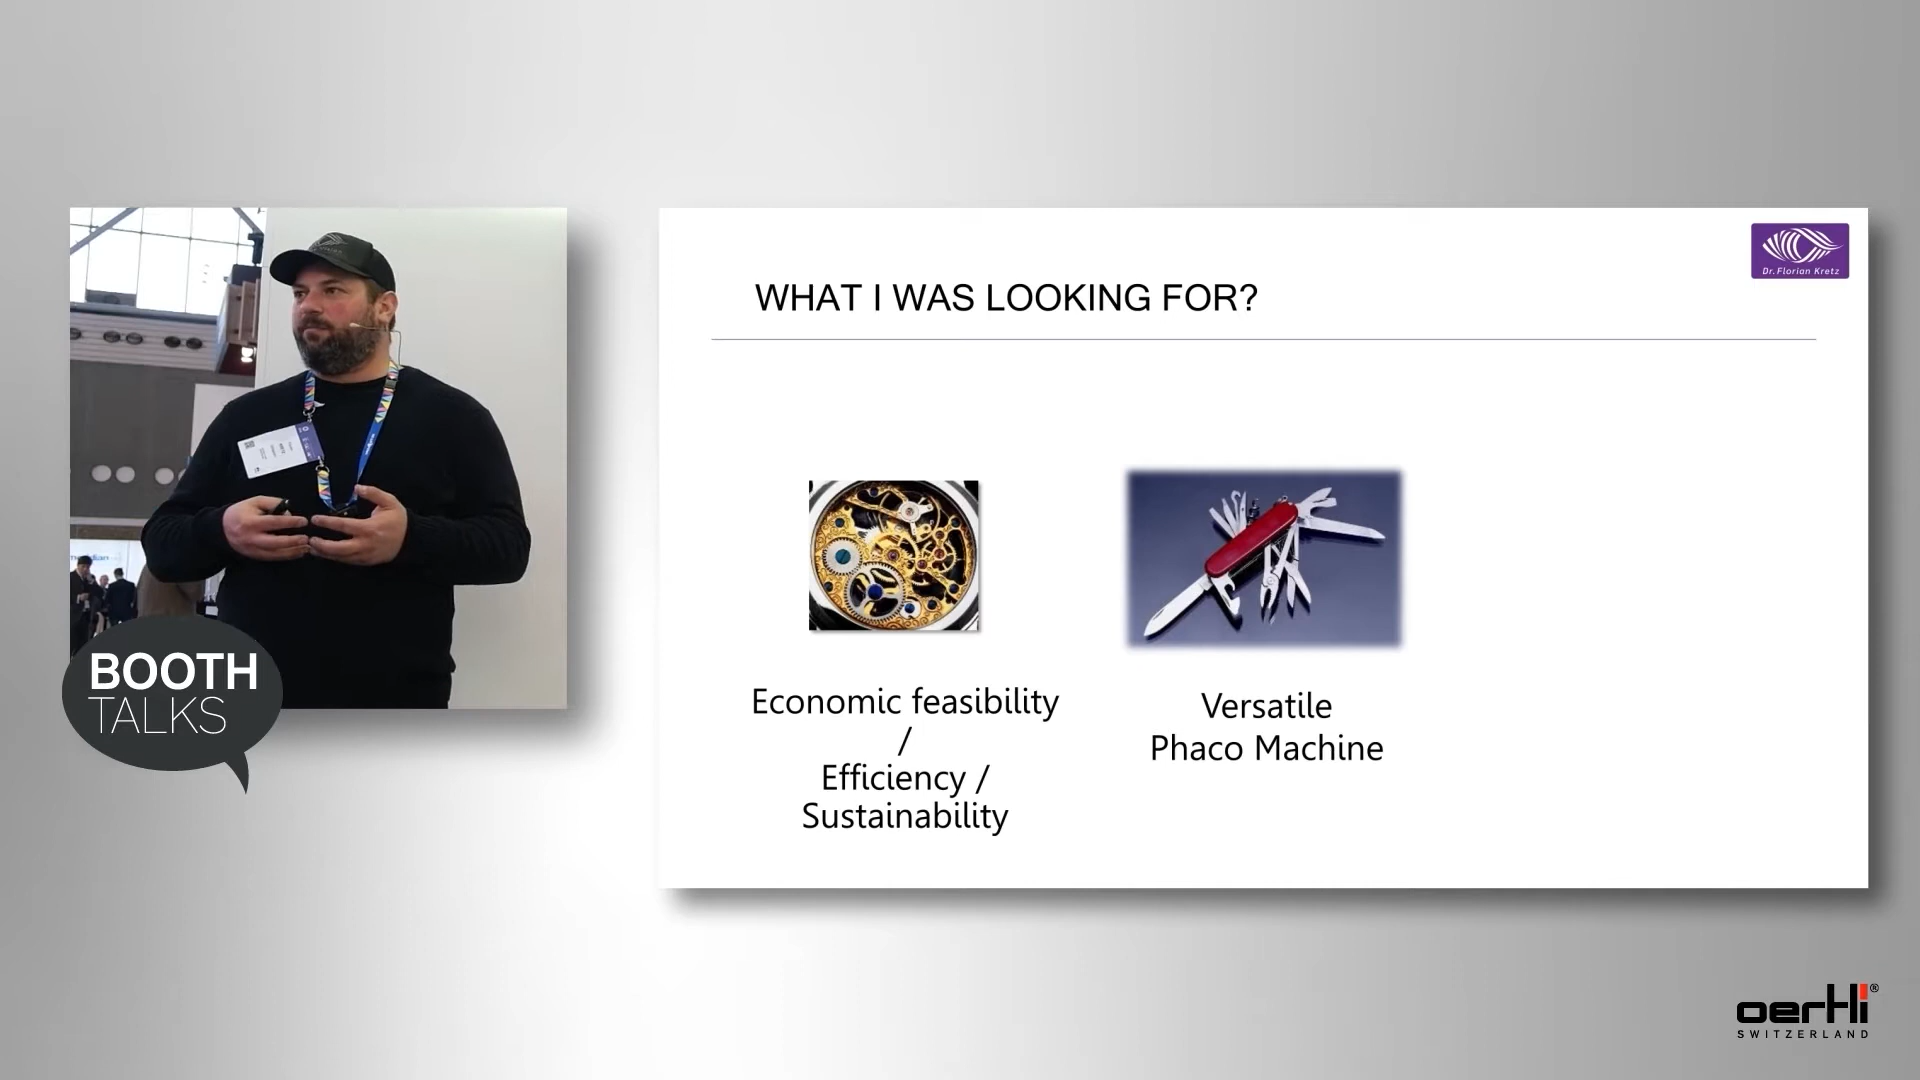 Dr. Florian Kretz
WHAT I WAS LOOKING FOR?
Economic feasibility
/
Efficiency /
Sustainability
Versatile
Phaco Machine
BOOTH
TALKS
oertli®
SWITZERLAND